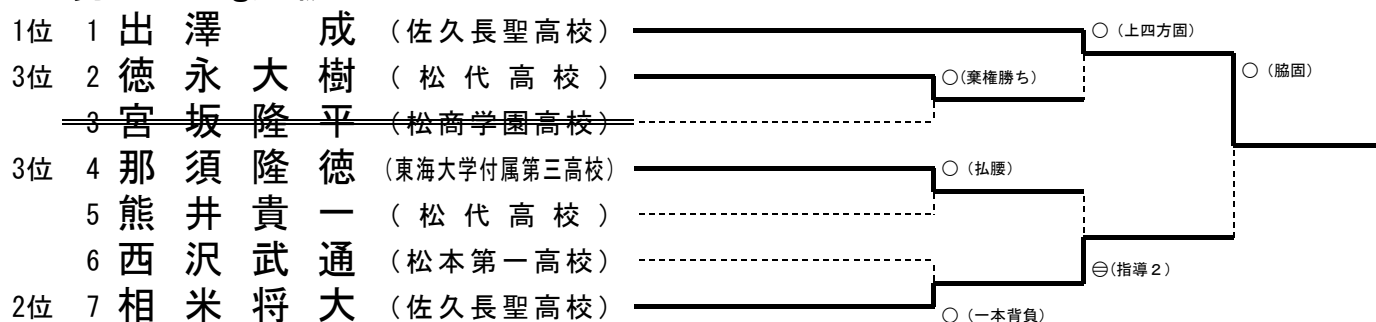 1位 1 出澤 成 (佐久長聖高校) ○ (上四方固)
3位 2 徳永大樹 (松代高校) ○(棄権勝ち) ○ (脇固)
3 宮坂隆平 (松商学園高校)
3位 4 那須隆徳 (東海大学付属第三高校) ○ (払腰)
5 熊井貴一 (松代高校)
6 西沢武通 (松本第一高校) ⊖(指導2)
2位 7 相米将大 (佐久長聖高校) ○ (一本背負)